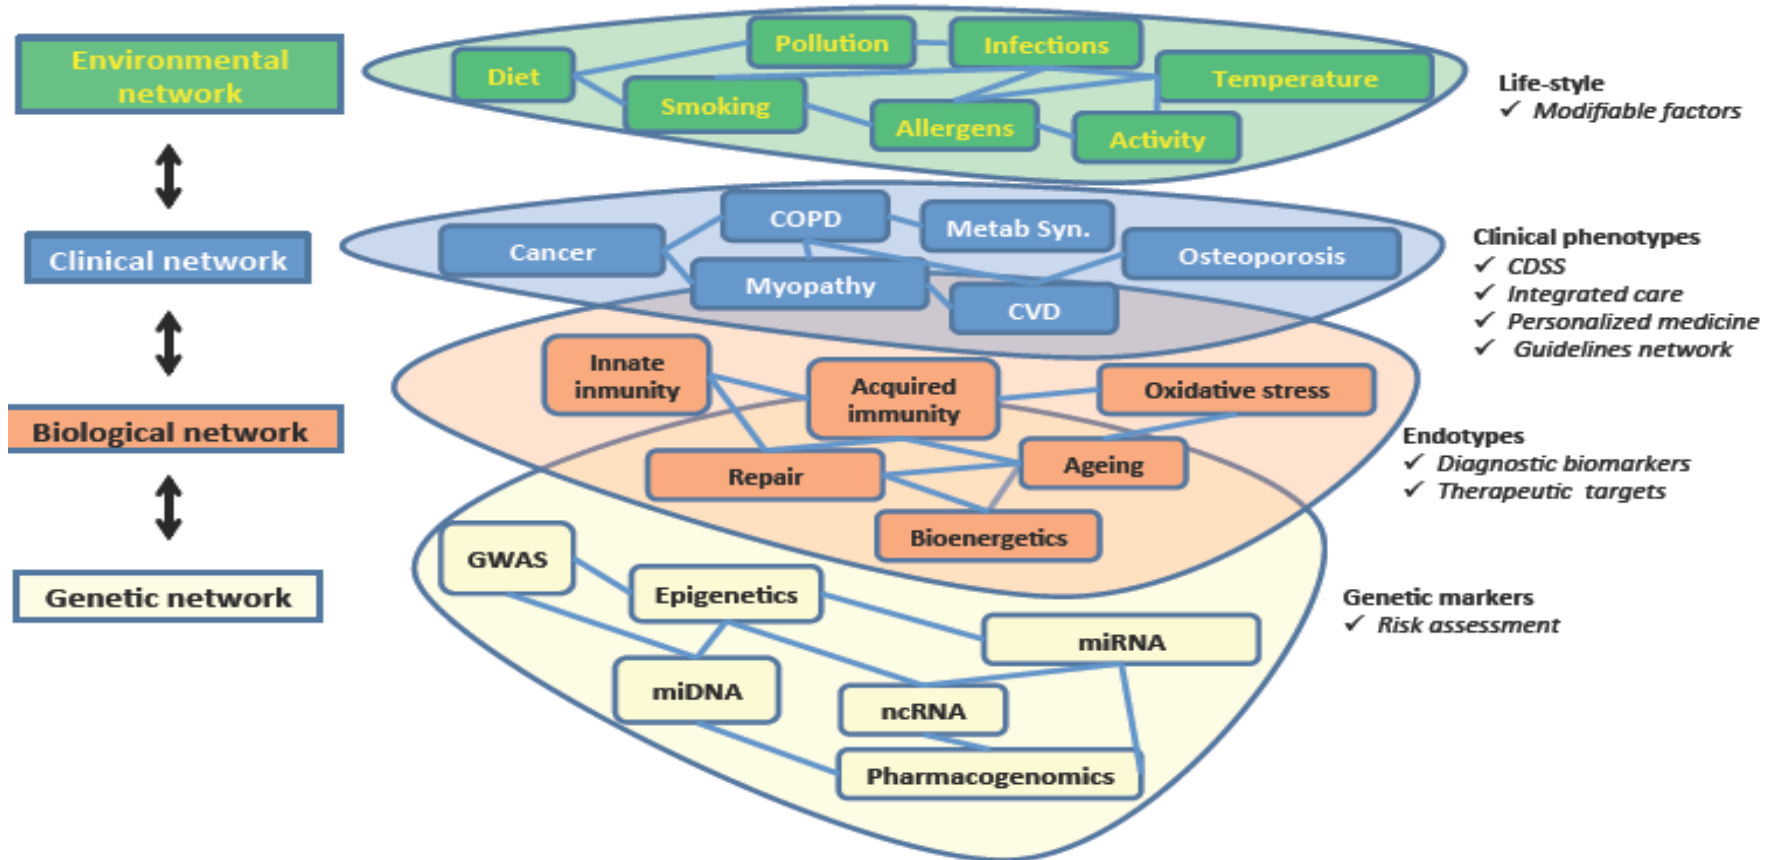 Environmental
network
Pollution
Infections
Diet
Temperature
Smoking
Allergens
Activity
Life-style
✓ Modifiable factors
Clinical network
COPD
Metab Syn.
Cancer
Osteoporosis
Myopathy
CVD
Clinical phenotypes
✓ CDSS
✓ Integrated care
✓ Personalized medicine
✓ Guidelines network
Biological network
Innate
inmunity
Acquired
immunity
Oxidative stress
Repair
Ageing
Bioenergetics
Endotypes
✓ Diagnostic biomarkers
✓ Therapeutic targets
Genetic network
GWAS
Epigenetics
miRNA
miDNA
ncRNA
Pharmacogenomics
Genetic markers
✓ Risk assessment